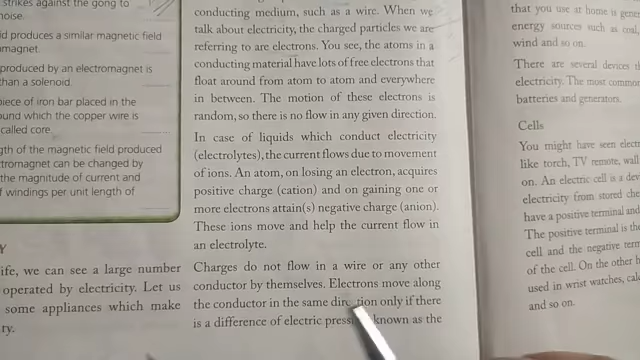 strikes against the gong to
noise.
id produces a similar magnetic field
magnet.
produced by an electromagnet is
than a solenoid.
piece of iron bar placed in the
und which the copper wire is
called core.
gth of the magnetic field produced
ctromagnet can be changed by
the magnitude of current and
f windings per unit length of
Y
ife, we can see a large number
operated by electricity. Let us
some appliances which make
ty.
conducting medium, such as a wire. When we
talk about electricity, the charged particles we are
referring to are electrons. You see, the atoms in a
conducting material have lots of free electrons that
float around from atom to atom and everywhere
in between. The motion of these electrons is
random, so there is no flow in any given direction.
In case of liquids which conduct electricity
(electrolytes), the current flows due to movement
of ions. An atom, on losing an electron, acquires
positive charge (cation) and on gaining one or
more electrons attain(s) negative charge (anion).
These ions move and help the current flow in
an electrolyte.
Charges do not flow in a wire or any other
conductor by themselves. Electrons move along
the conductor in the same direction only if there
is a difference of electric press known as the
that you use at home is gene
energy sources such as coal,
wind and so on.
There are several devices th
electricity. The most common
batteries and generators.
Cells
You might have seen electr
like torch, TV remote, wall
on. An electric cell is a dev
electricity from stored che
have a positive terminal and
The positive terminal is the
cell and the negative term
of the cell. On the other h
used in wrist watches, calc
and so on.